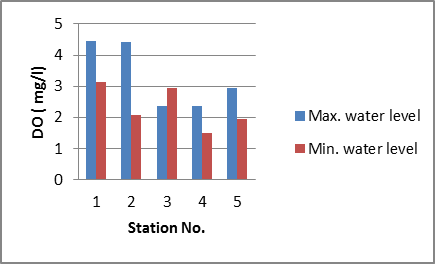 5
4
3
2
1
0
DO ( mg/l)
1 2 3 4 5
Station No.
Max. water level
Min. water level